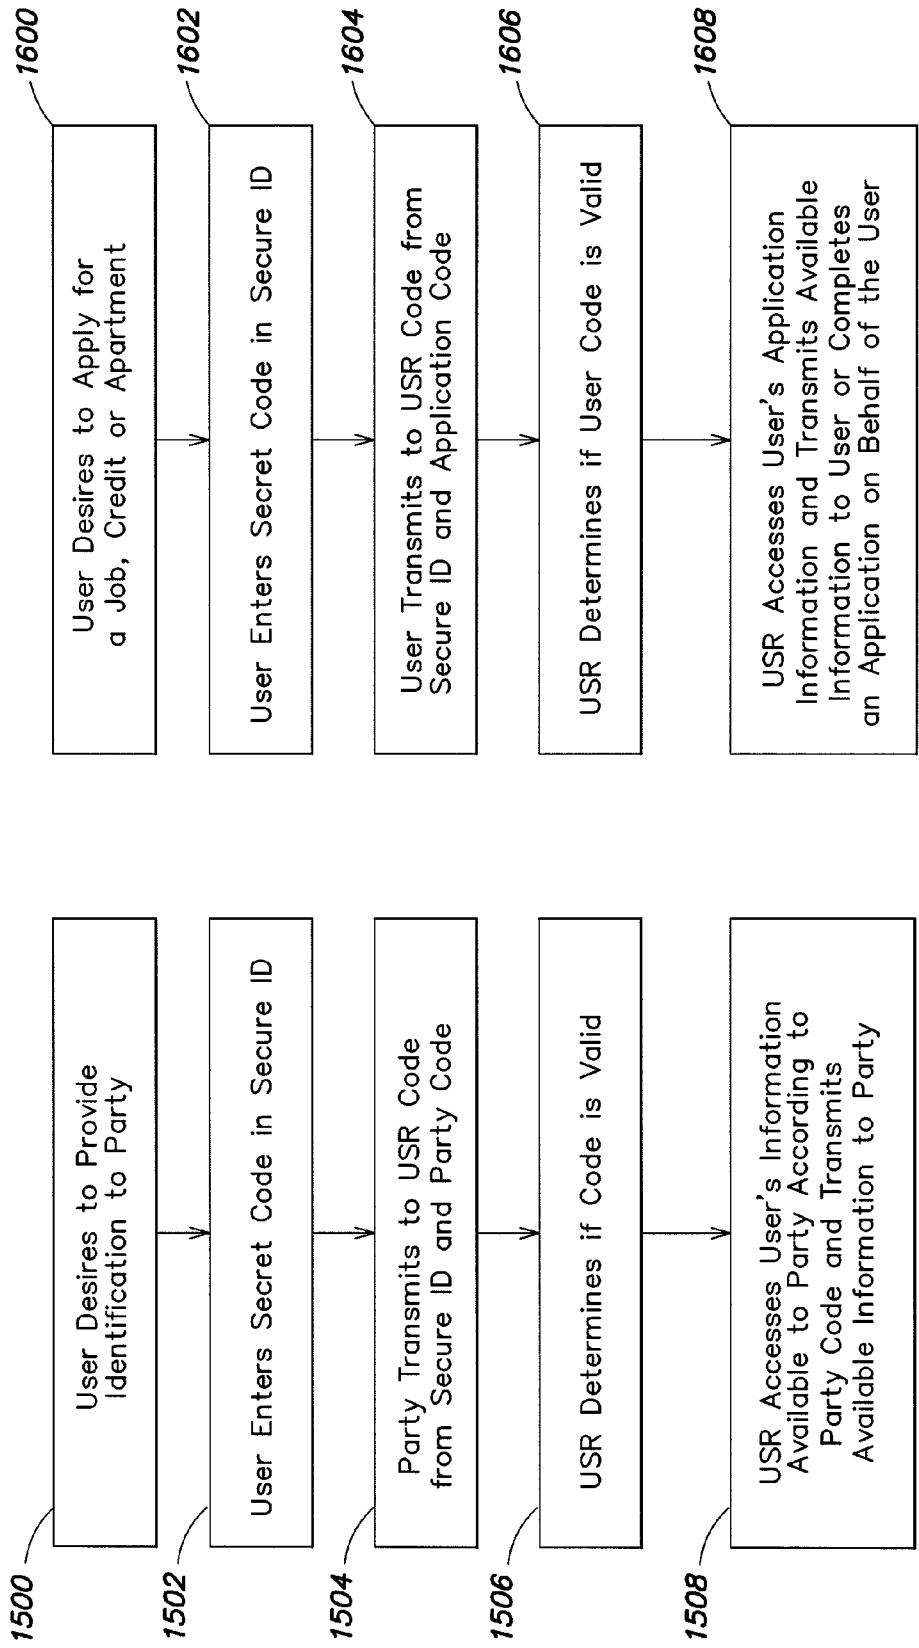 1500
User Desires to Provide
Identification to Party
1502
User Enters Secret Code in Secure ID
1504
Party Transmits to USR Code
from Secure ID and Party Code
1506
USR Determines if Code is Valid
1508
USR Accesses User's Information
Available to Party According to
Party Code and Transmits
Available Information to Party
1600
User Desires to Apply for
a Job, Credit or Apartment
1602
User Enters Secret Code in Secure ID
1604
User Transmits to USR Code from
Secure ID and Application Code
1606
USR Determines if User Code is Valid
1608
USR Accesses User's Application
Information and Transmits Available
Information to User or Completes
an Application on Behalf of the User